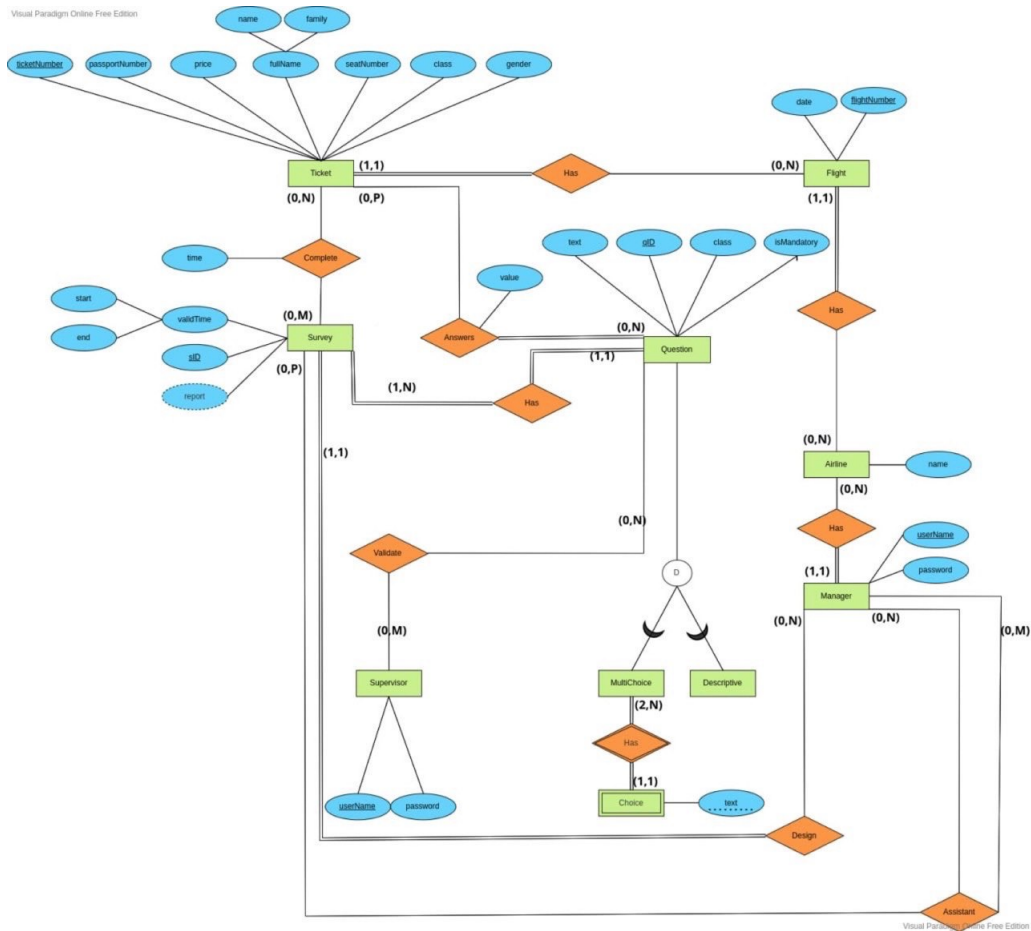 Visual Paradigm Online Free Edition
name
family
ticketNumber
passportNumber
price
fullName
seatNumber
class
gender
date
flightNumber
Ticket
(1,1)
Has
(0,N)
Flight
(0,N)
(0,P)
(1,1)
text
qID
class
isMandatory
time
Complete
value
start
validTime
end
(0,M)
Survey
Answers
(0,N)
Question
Has
sID
(0,P)
(1,1)
report
(1,N)
Has
(0,N)
(1,1)
Airline
name
(0,N)
(0,N)
Has
userName
Validate
D
(1,1)
password
Manager
(0,N)
(0,N)
(0,M)
(0,M)
Supervisor
MultiChoice
Descriptive
(2,N)
Has
(1,1)
userName
password
Choice
text
Design
Assistant
Visual Paradigm Online Free Edition